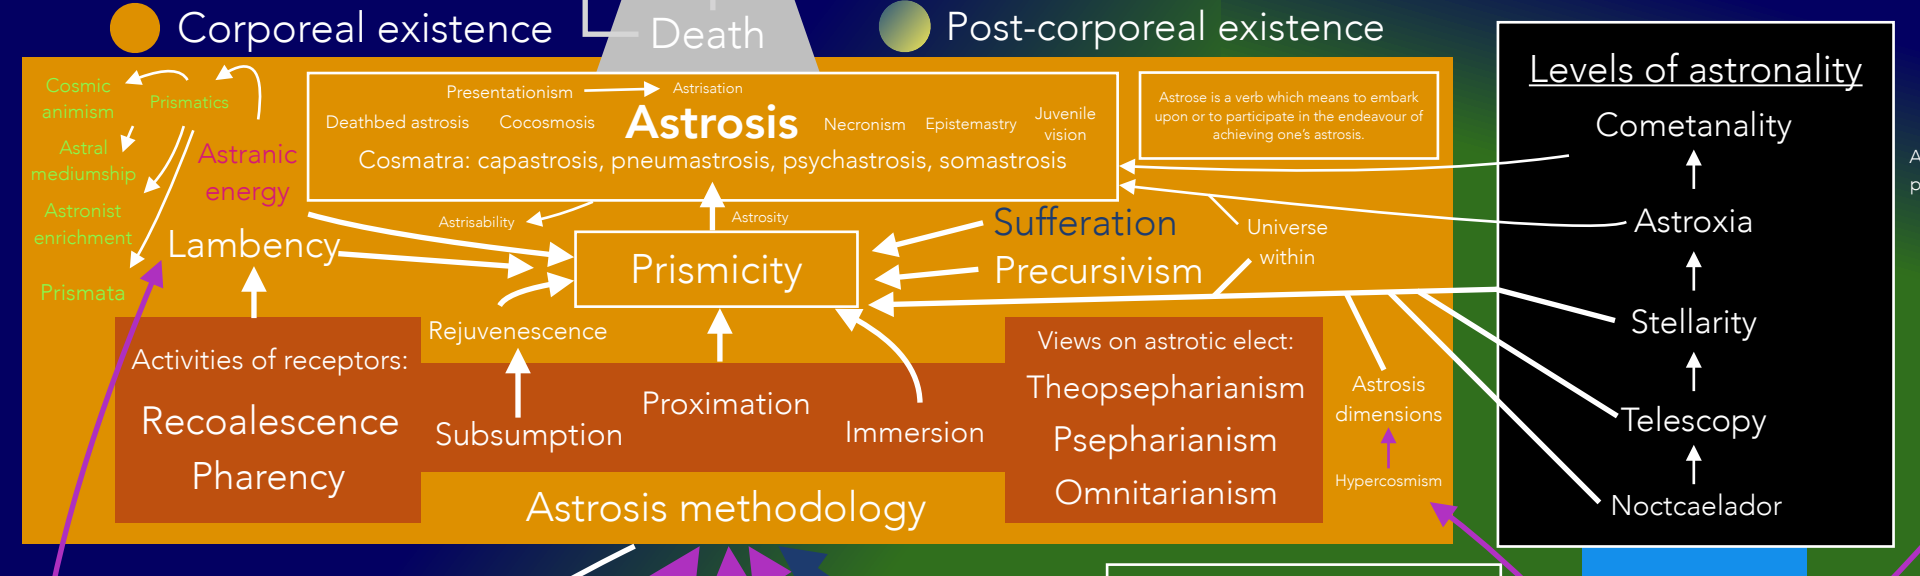 Corporeal existence
Death
Post-corporeal existence
Cosmic
animism
Prismatics
Astral
mediumship
Astronist
enrichment
Prismata
Astranic
energy
Lambency
Presentationism
Astrisation
Deathbed astrosis
Cocosmosis
Astrosis
Necronism
Epistemastry
Juvenile
vision
Cosmatra: capastrosis, pneumastrosis, psychastrosis, somastrosis
Astrose is a verb which means to embark
upon or to participate in the endeavour of
achieving one's astrosis.
Astrisability
Astrosity
Prismicity
Sufferation
Precursivism
Universe
within
Rejuvenescence
Activities of receptors:
Recoalescence
Pharency
Subsumption
Proximation
Immersion
Astrosis methodology
Views on astrotic elect:
Theopsepharianism
Psepharianism
Omnitarianism
Astrosis
dimensions
Hypercosmism
Levels of astronality
Cometanality
Astroxia
Stellarity
Telescopy
Noctcaelador